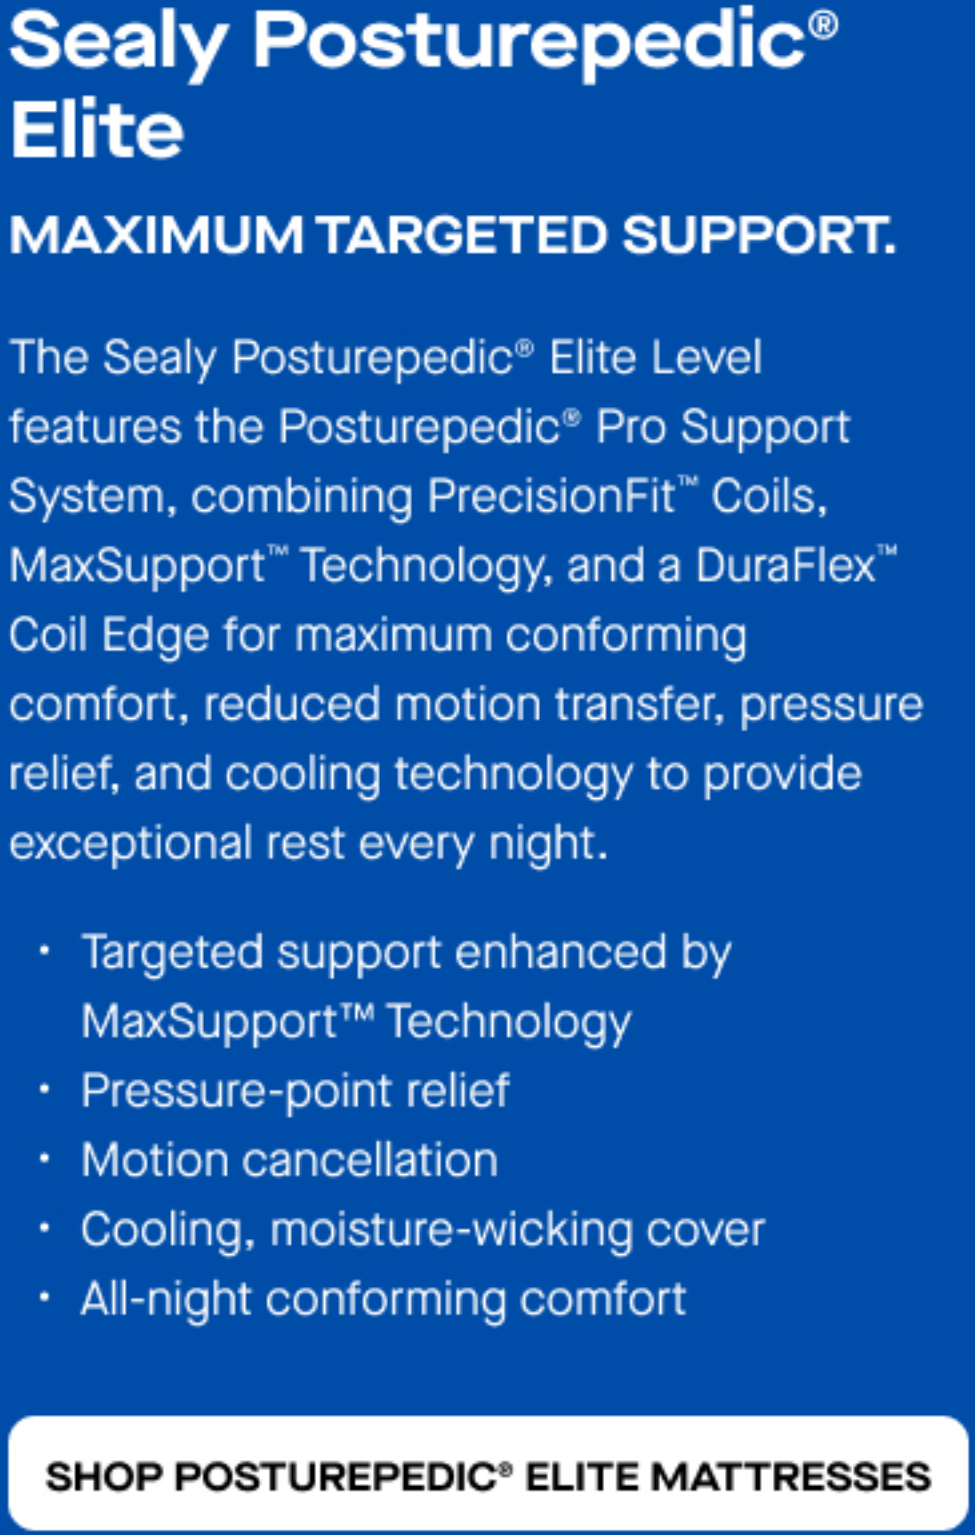 Sealy Posturepedic®
Elite
MAXIMUM TARGETED SUPPORT.
The Sealy Posturepedic® Elite Level
features the Posturepedic® Pro Support
System, combining PrecisionFit™ Coils,
MaxSupport™ Technology, and a DuraFlex™
Coil Edge for maximum conforming
comfort, reduced motion transfer, pressure
relief, and cooling technology to provide
exceptional rest every night.
• Targeted support enhanced by
MaxSupport™ Technology
• Pressure-point relief
• Motion cancellation
• Cooling, moisture-wicking cover
• All-night conforming comfort
SHOP POSTUREPEDIC® ELITE MATTRESSES